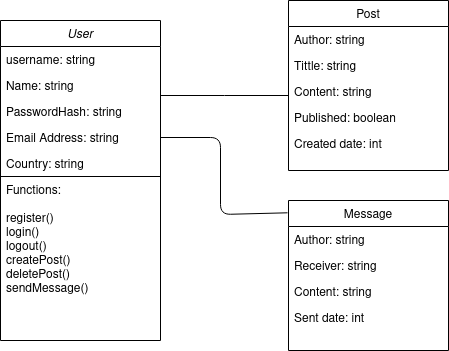 User
username: string
Name: string
PasswordHash: string
Email Address: string
Country: string
Functions:
register()
login()
logout()
createPost()
deletePost()
sendMessage()
Post
Author: string
Tittle: string
Content: string
Published: boolean
Created date: int
Message
Author: string
Receiver: string
Content: string
Sent date: int